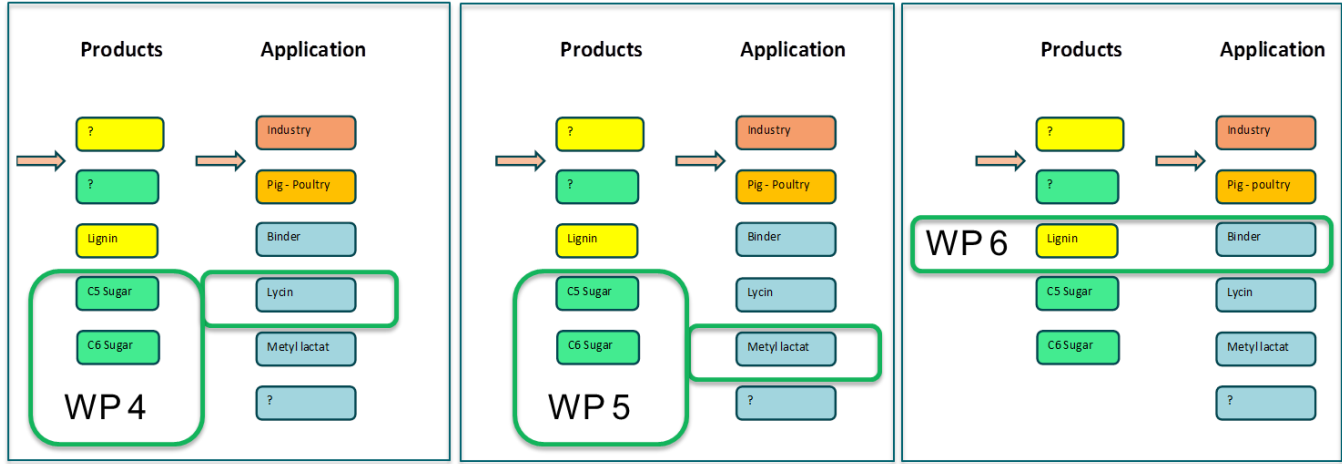 Products Application
? Industry
? Pig - Poultry
Lignin Binder
C5 Sugar Lycin
C6 Sugar Metyl lactat
WP 4 ?
Products Application
? Industry
? Pig - Poultry
Lignin Binder
C5 Sugar Lycin
C6 Sugar Metyl lactat
WP 5 ?
Products Application
? Industry
? Pig - poultry
WP 6 Lignin Binder
C5 Sugar Lycin
C6 Sugar Metyl lactat
?